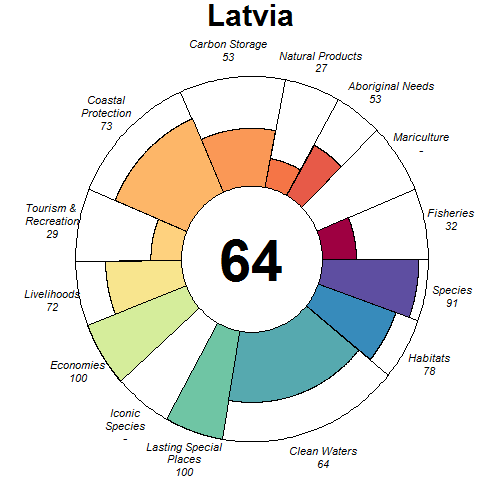 Latvia
Carbon Storage
53
Natural Products
27
Aboriginal Needs
53
Mariculture
-
Fisheries
32
Species
91
Habitats
78
Clean Waters
64
Lasting Special
Places
100
Iconic
Species
-
Economies
100
Livelihoods
72
Tourism &
Recreation
29
Coastal
Protection
73
64